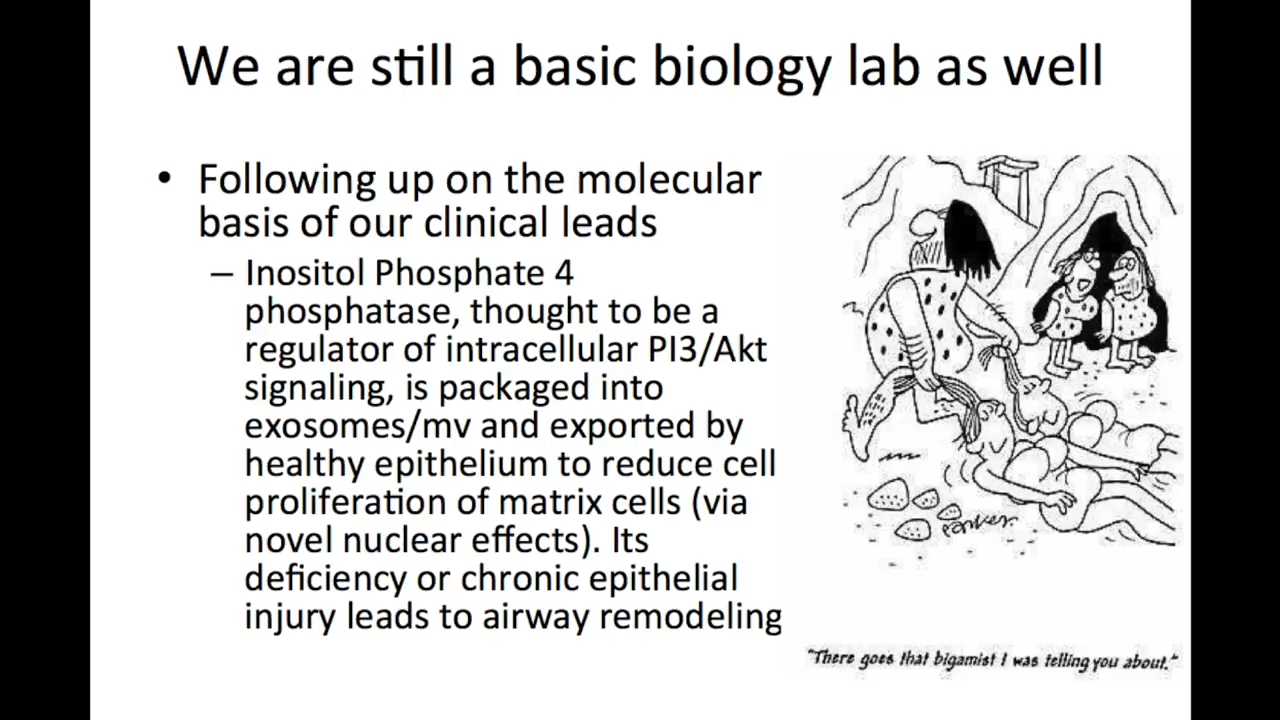 We are still a basic biology lab as well
• Following up on the molecular
basis of our clinical leads
– Inositol Phosphate 4
phosphatase, thought to be a
regulator of intracellular PI3/Akt
signaling, is packaged into
exosomes/mv and exported by
healthy epithelium to reduce cell
proliferation of matrix cells (via
novel nuclear effects). Its
deficiency or chronic epithelial
injury leads to airway remodeling
Parker
"There goes that bigamist I was telling you about."